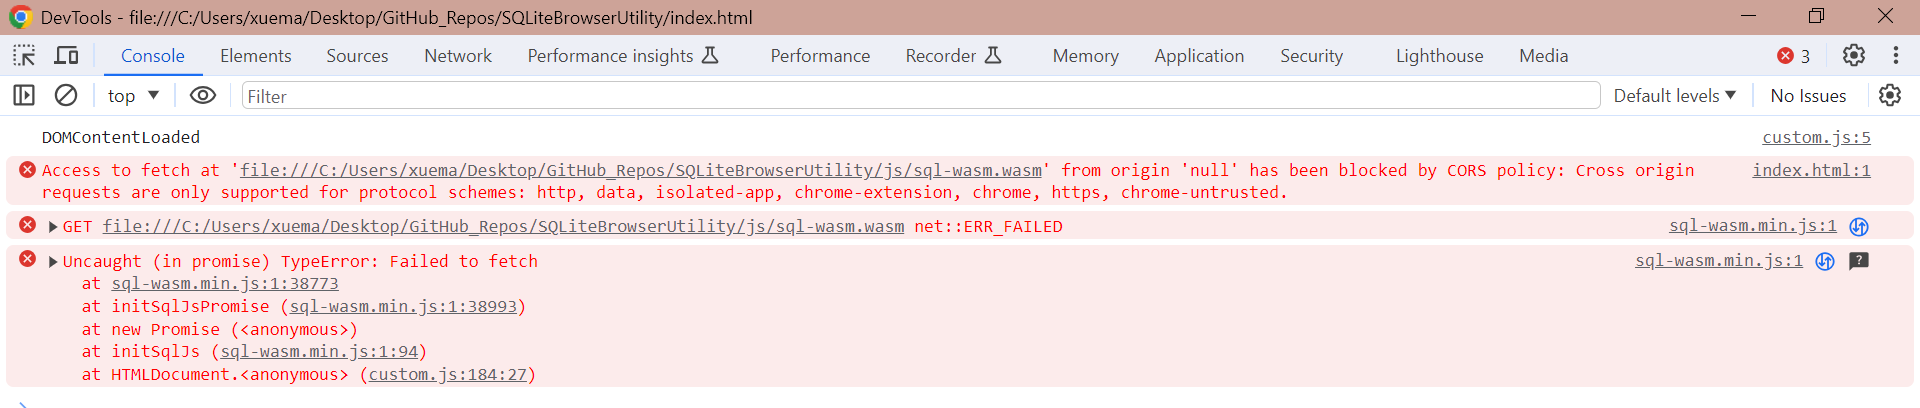 DevTools - file:///C:/Users/xuema/Desktop/GitHub_Repos/SQLiteBrowserUtility/index.html
Console Elements Sources Network Performance insights Performance Recorder Memory Application Security Lighthouse Media 3
top Filter Default levels No Issues
DOMContentLoaded custom.js:5
Access to fetch at 'file:///C:/Users/xuema/Desktop/GitHub_Repos/SQLiteBrowserUtility/js/sql-wasm.wasm' from origin 'null' has been blocked by CORS policy: Cross origin index.html:1
requests are only supported for protocol schemes: http, data, isolated-app, chrome-extension, chrome, https, chrome-untrusted.
GET file:///C:/Users/xuema/Desktop/GitHub_Repos/SQLiteBrowserUtility/js/sql-wasm.wasm net::ERR_FAILED sql-wasm.min.js:1
Uncaught (in promise) TypeError: Failed to fetch sql-wasm.min.js:1
at sql-wasm.min.js:1:38773
at initSqlJsPromise (sql-wasm.min.js:1:38993)
at new Promise (<anonymous>)
at initSqlJs (sql-wasm.min.js:1:94)
at HTMLDocument.<anonymous> (custom.js:184:27)